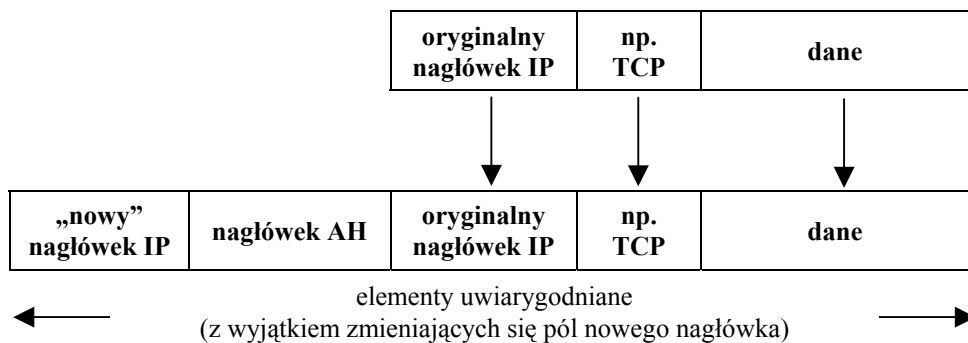 oryginalny np. dane
nagłówek IP TCP
„nowy” nagłówek AH oryginalny np. dane
nagłówek IP nagłówek IP TCP
elementy uwiarygodniane
(z wyjątkiem zmieniających się pól nowego nagłówka)